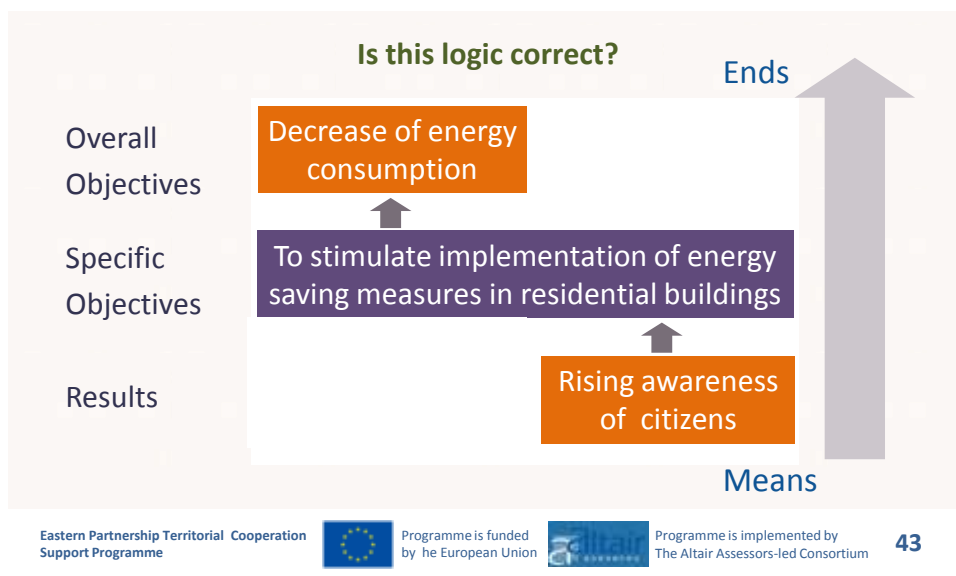 Is this logic correct?
Ends
Overall
Objectives
Decrease of energy
consumption
Specific
Objectives
To stimulate implementation of energy
saving measures in residential buildings
Results
Rising awareness
of citizens
Means
Eastern Partnership Territorial Cooperation
Support Programme
Programme is funded
by he European Union
altair
Programme is implemented by
The Altair Assessors-led Consortium
43